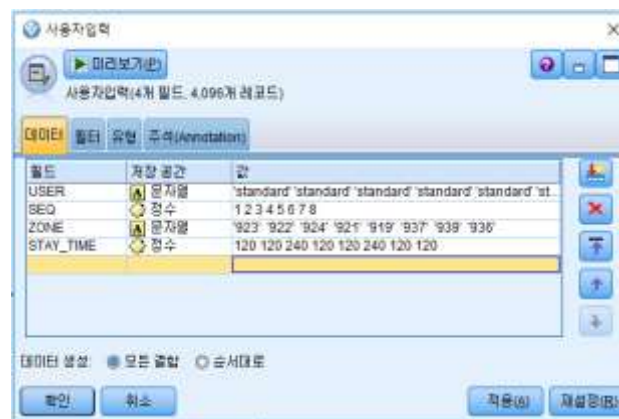 사용자입력
미리보기(P)
사용자입력(4개 필드, 4,096개 레코드)
데이터 필터 유형 주석(Annotation)
필드 저장 공간 값
USER 문자열 'standard' 'standard' 'standard' 'standard' 'standard' 'st
SEQ 정수 1 2 3 4 5 6 7 8
ZONE 문자열 '923' '922' '924' '921' '919' '937' '939' '936'
STAY_TIME 정수 120 120 240 120 120 240 120 120
데이터 생성: 모든 결합 순서대로
확인 취소 적용(A) 재설정(R)